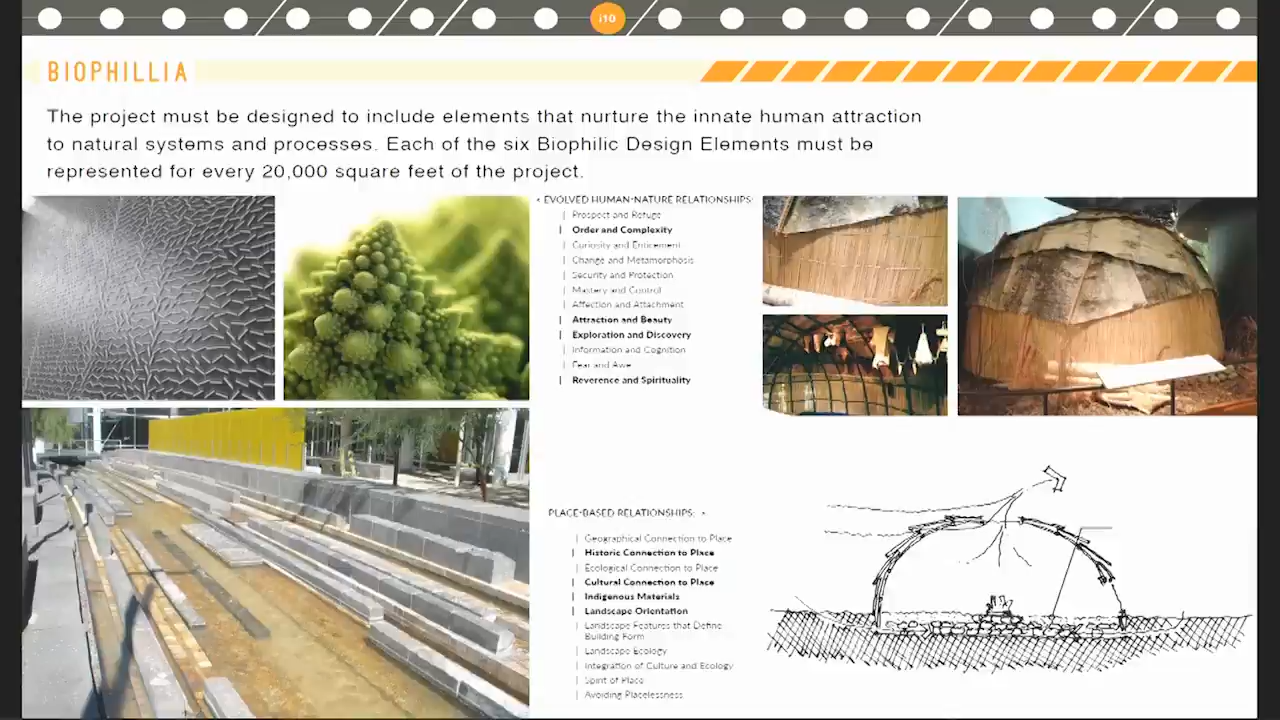 i10
BIOPHILLIA
The project must be designed to include elements that nurture the innate human attraction
to natural systems and processes. Each of the six Biophilic Design Elements must be
represented for every 20,000 square feet of the project.
• EVOLVED HUMAN-NATURE RELATIONSHIPS:
| Prospect and Refuge
| Order and Complexity
| Curiosity and Enticement
| Change and Metamorphosis
| Security and Protection
| Mastery and Control
| Affection and Attachment
| Attraction and Beauty
| Exploration and Discovery
| Information and Cognition
| Fear and Awe
| Reverence and Spirituality
PLACE-BASED RELATIONSHIPS: •
| Geographical Connection to Place
| Historic Connection to Place
| Ecological Connection to Place
| Cultural Connection to Place
| Indigenous Materials
| Landscape Orientation
| Landscape Features that Define
Building Form
| Landscape Ecology
| Integration of Culture and Ecology
| Spirit of Place
| Avoiding Placelessness